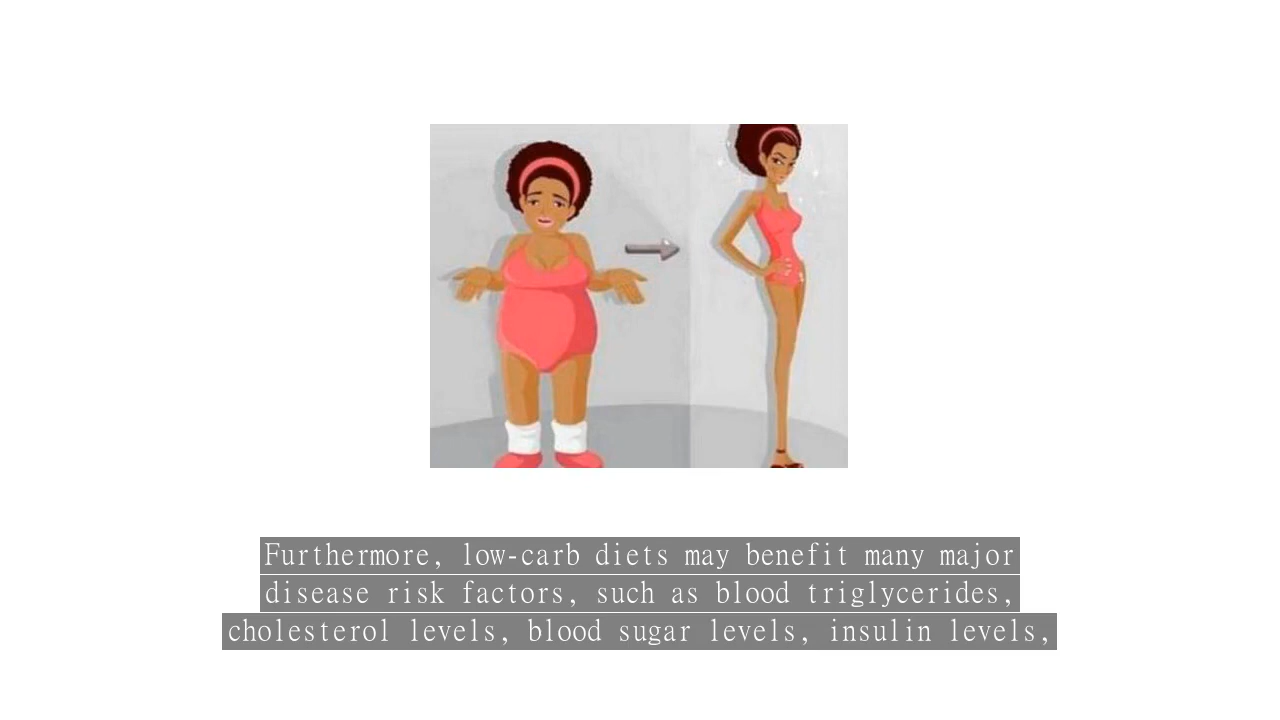 Furthermore, low-carb diets may benefit many major
disease risk factors, such as blood triglycerides,
cholesterol levels, blood sugar levels, insulin levels,